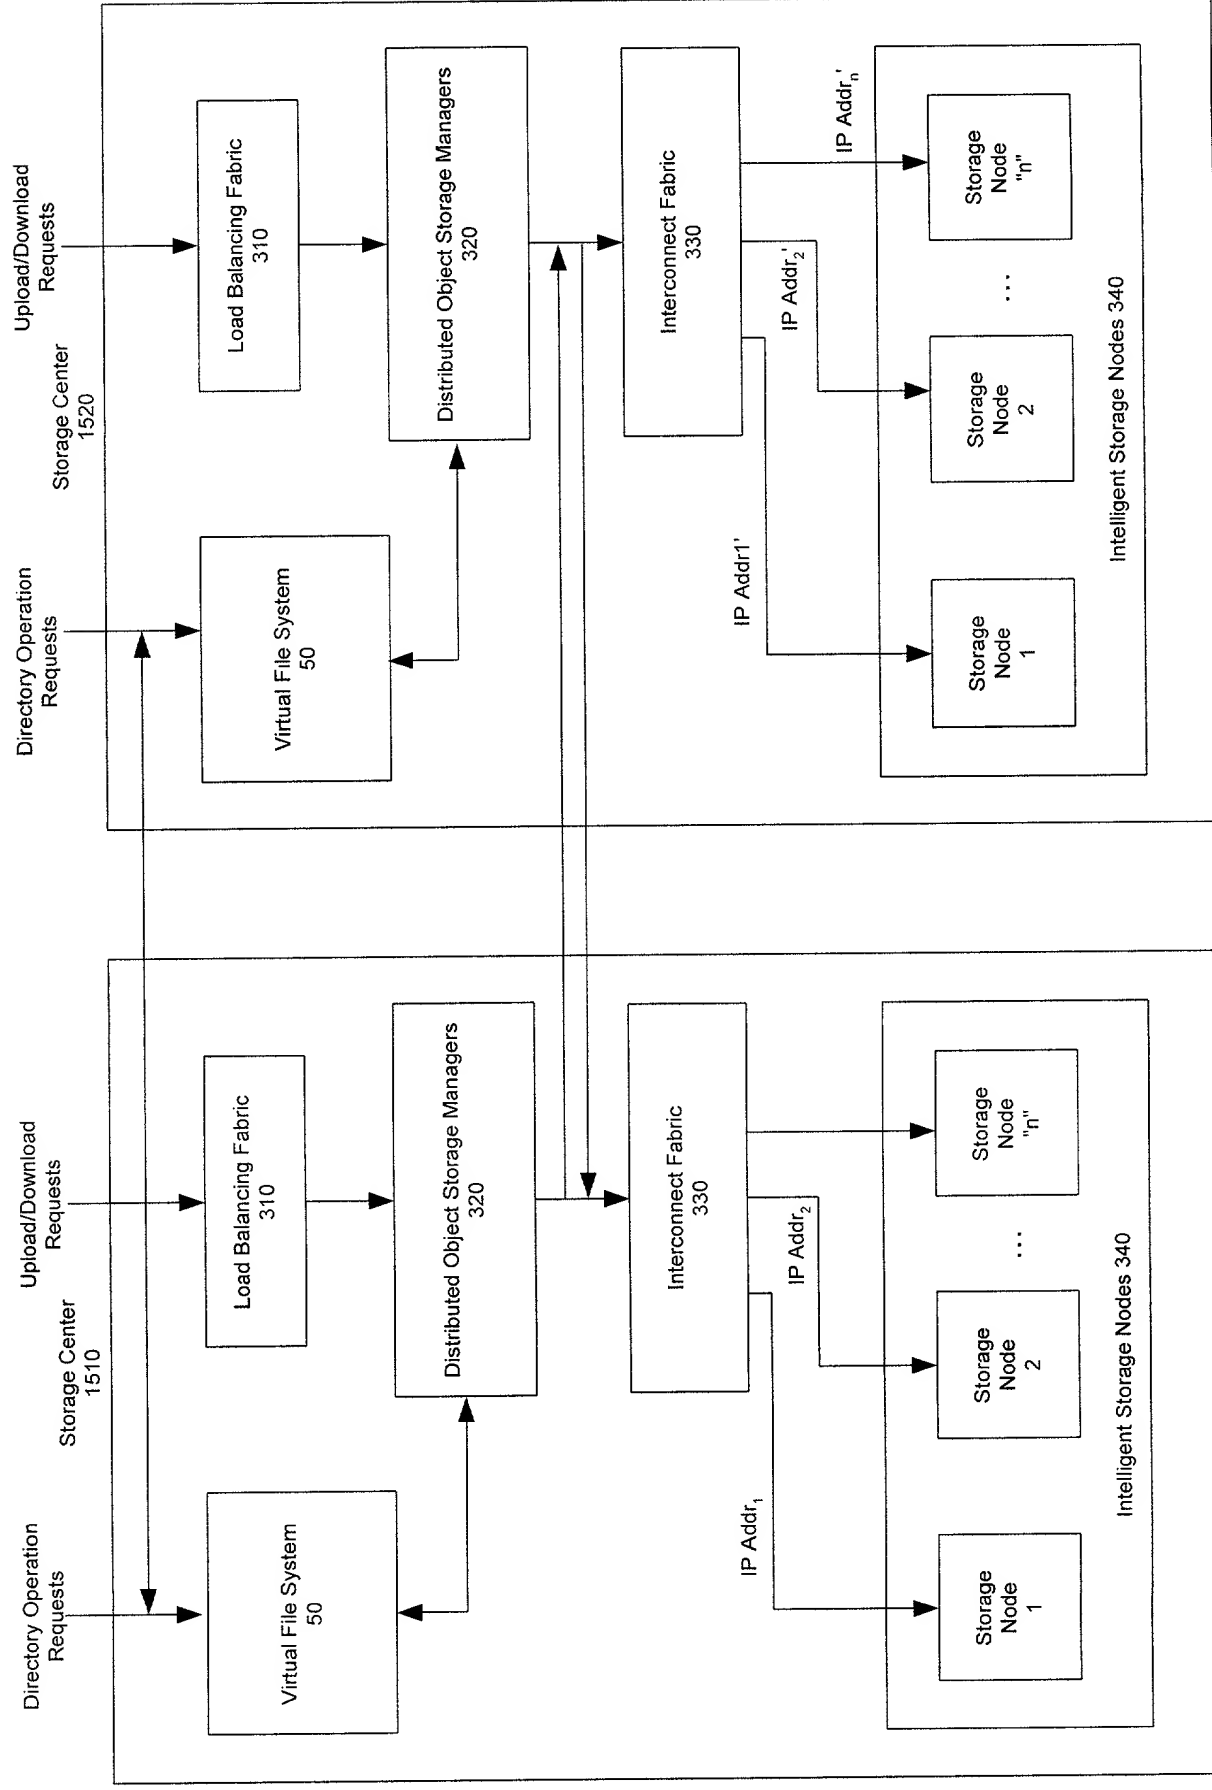 Directory Operation
Requests
Storage Center
1510
Upload/Download
Requests
Virtual File System
50
Load Balancing Fabric
310
Distributed Object Storage Managers
320
Interconnect Fabric
330
IP Addr1
IP Addr2
Storage
Node
1
Storage
Node
2
...
Storage
Node
"n"
Intelligent Storage Nodes 340
Directory Operation
Requests
Storage Center
1520
Upload/Download
Requests
Virtual File System
50
Load Balancing Fabric
310
Distributed Object Storage Managers
320
Interconnect Fabric
330
IP Addr1'
IP Addr2'
IP Addrn'
Storage
Node
1
Storage
Node
2
...
Storage
Node
"n"
Intelligent Storage Nodes 340